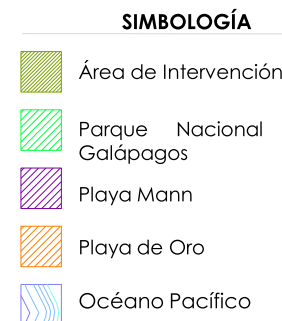 SIMBOLOGÍA
Área de Intervención
Parque Nacional
Galápagos
Playa Mann
Playa de Oro
Océano Pacífico